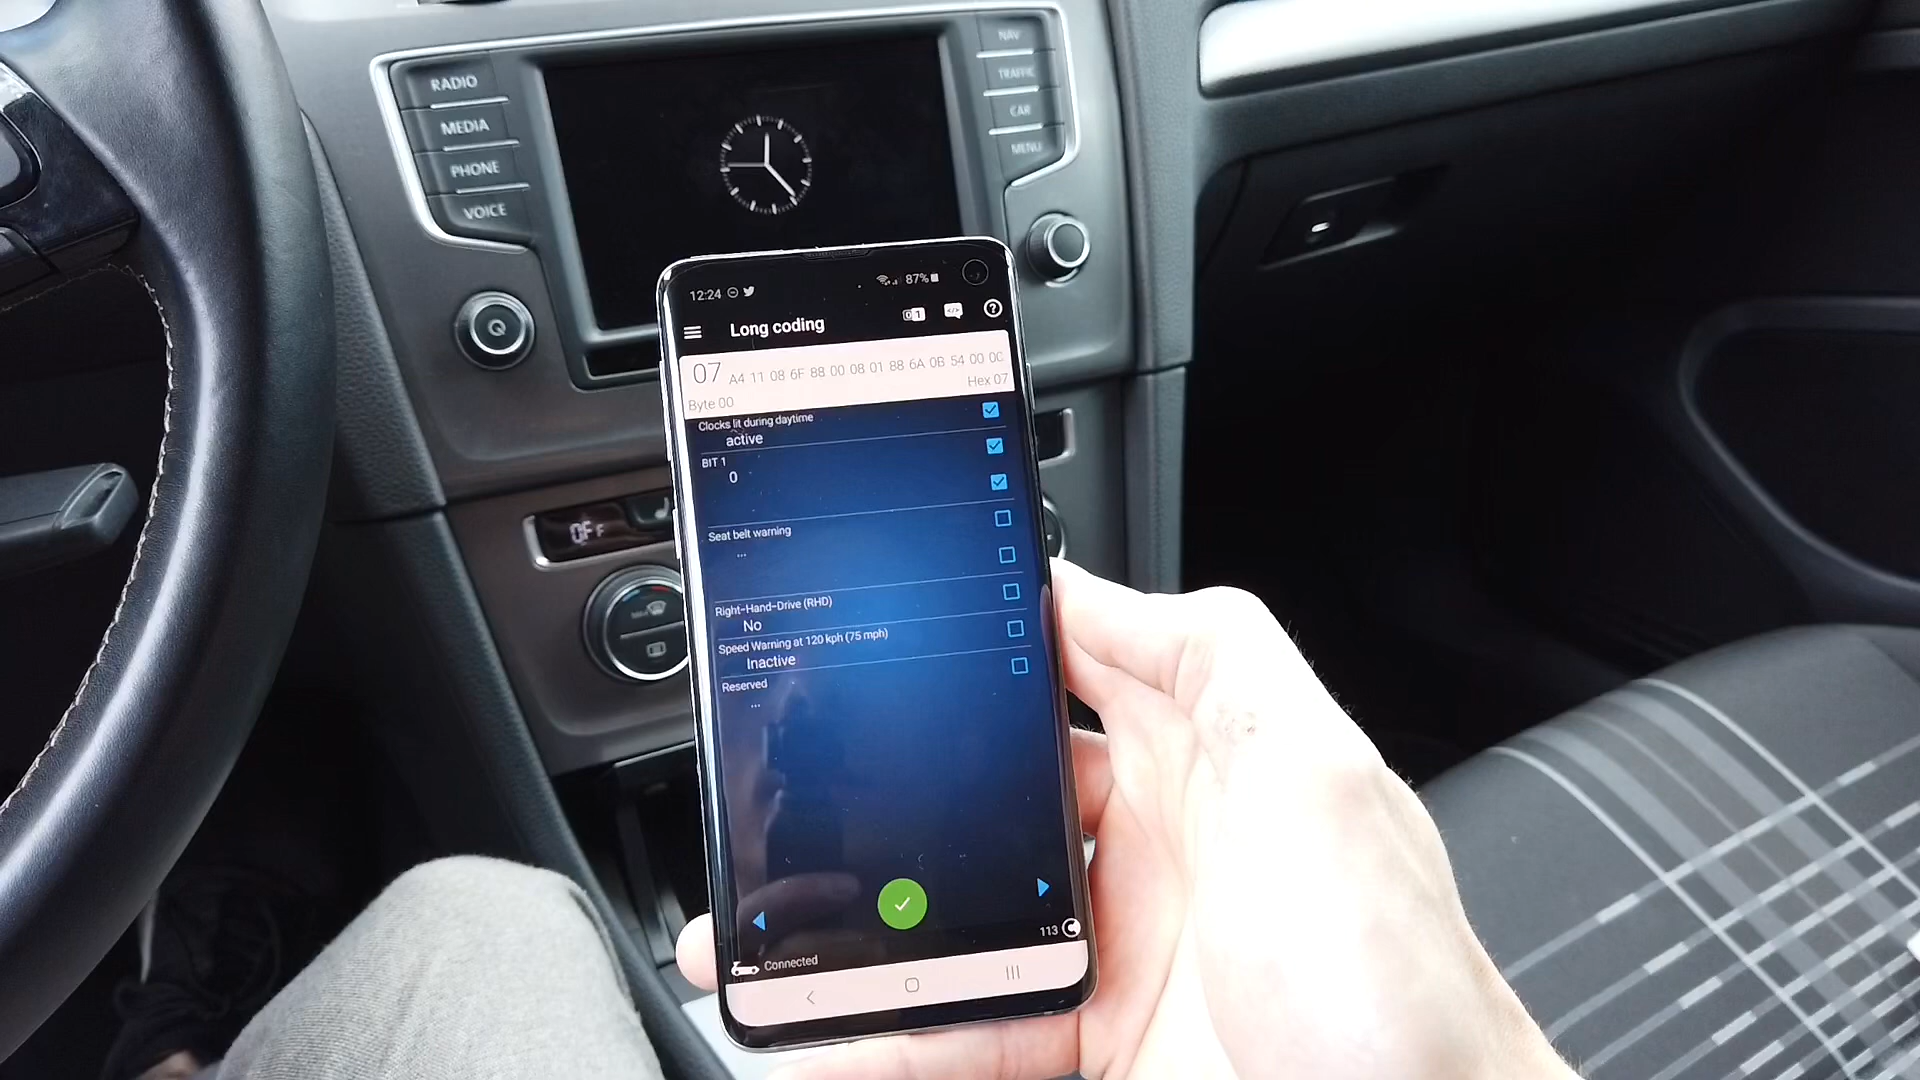 RADIO
MEDIA
PHONE
VOICE
NAV
TRAFFIC
CAR
MENU
12:24
87%
Long coding
07 A4 11 08 6F 88 00 08 01 88 6A 0B 54 00 0C
Hex 07
Byte 00
Clocks lit during daytime
active
BIT 1
0
Seat belt warning
...
Right-Hand-Drive (RHD)
No
Speed Warning at 120 kph (75 mph)
Inactive
Reserved
...
113
Connected
OFF